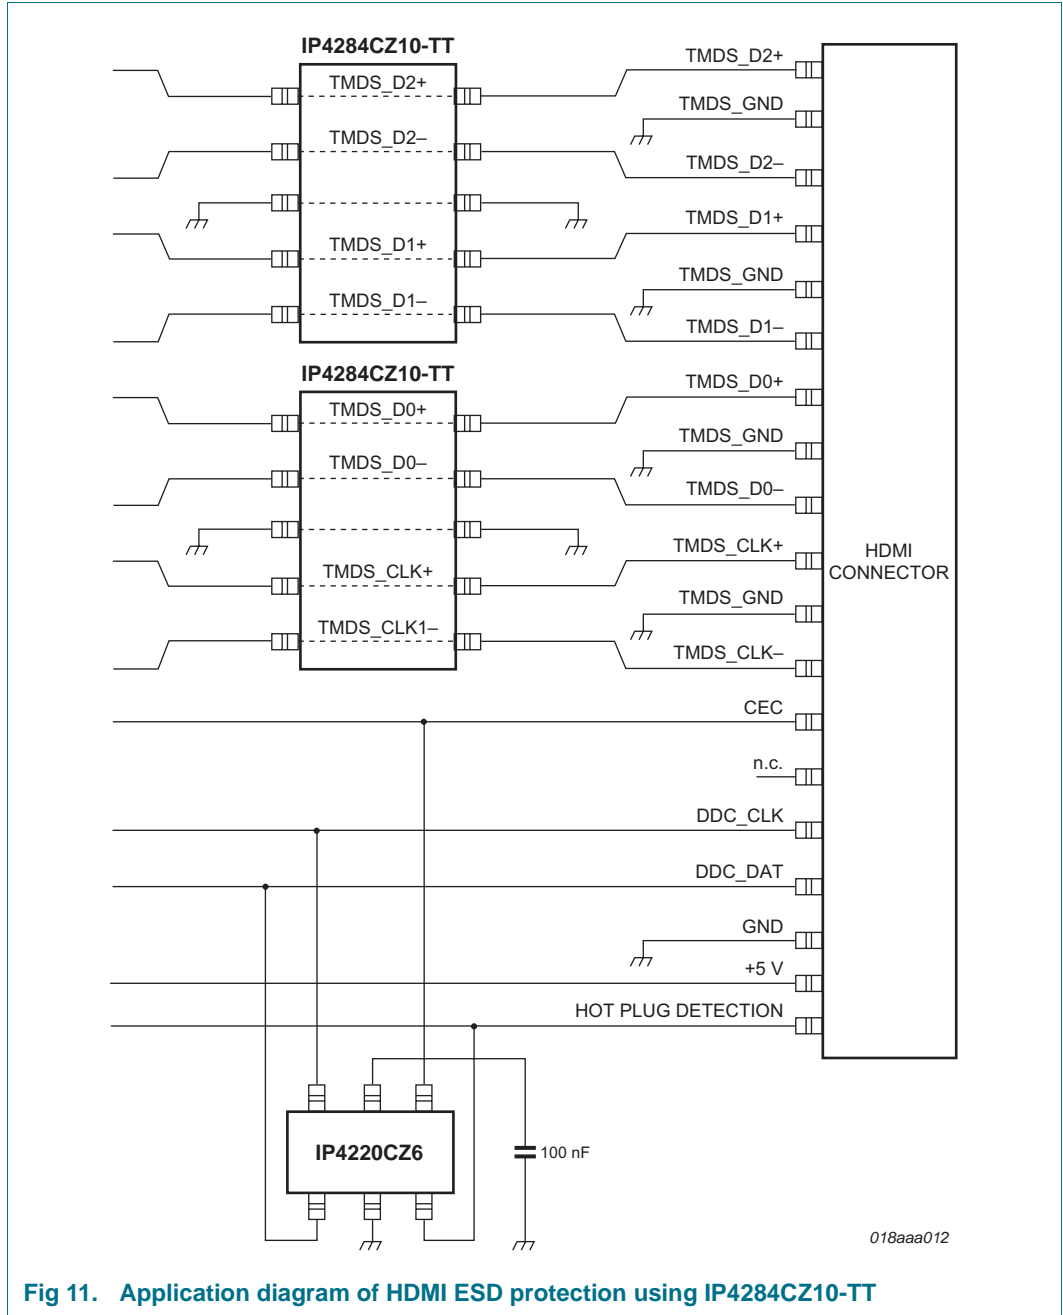 IP4284CZ10-TT
TMDS_D2+
TMDS_D2–
TMDS_D1+
TMDS_D1–
IP4284CZ10-TT
TMDS_D0+
TMDS_D0–
TMDS_CLK+
TMDS_CLK1–
TMDS_D2+
TMDS_GND
TMDS_D2–
TMDS_D1+
TMDS_GND
TMDS_D1–
TMDS_D0+
TMDS_GND
TMDS_D0–
TMDS_CLK+
TMDS_GND
TMDS_CLK–
CEC
n.c.
DDC_CLK
DDC_DAT
GND
+5 V
HOT PLUG DETECTION
HDMI
CONNECTOR
IP4220CZ6
100 nF
018aaa012
Fig 11. Application diagram of HDMI ESD protection using IP4284CZ10-TT